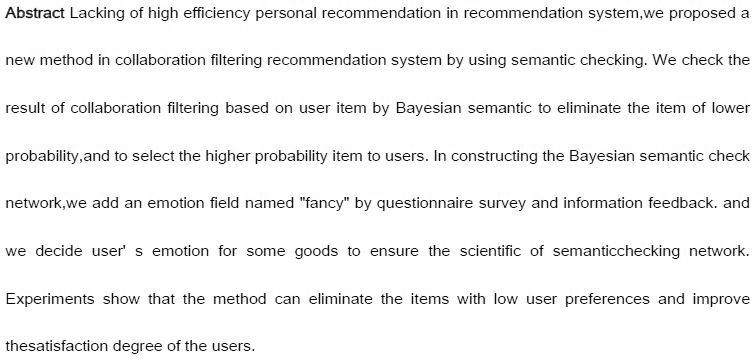 Abstract Lacking of high efficiency personal recommendation in recommendation system,we proposed a
new method in collaboration filtering recommendation system by using semantic checking. We check the
result of collaboration filtering based on user item by Bayesian semantic to eliminate the item of lower
probability,and to select the higher probability item to users. In constructing the Bayesian semantic check
network,we add an emotion field named "fancy" by questionnaire survey and information feedback. and
we decide user' s emotion for some goods to ensure the scientific of semanticchecking network.
Experiments show that the method can eliminate the items with low user preferences and improve
thesatisfaction degree of the users.